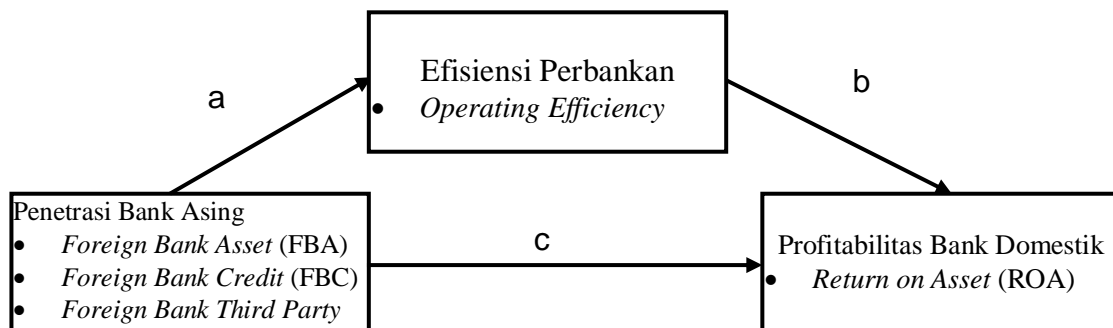 Efisiensi Perbankan
• Operating Efficiency
a
b
Penetrasi Bank Asing
• Foreign Bank Asset (FBA)
• Foreign Bank Credit (FBC)
• Foreign Bank Third Party
c
Profitabilitas Bank Domestik
• Return on Asset (ROA)